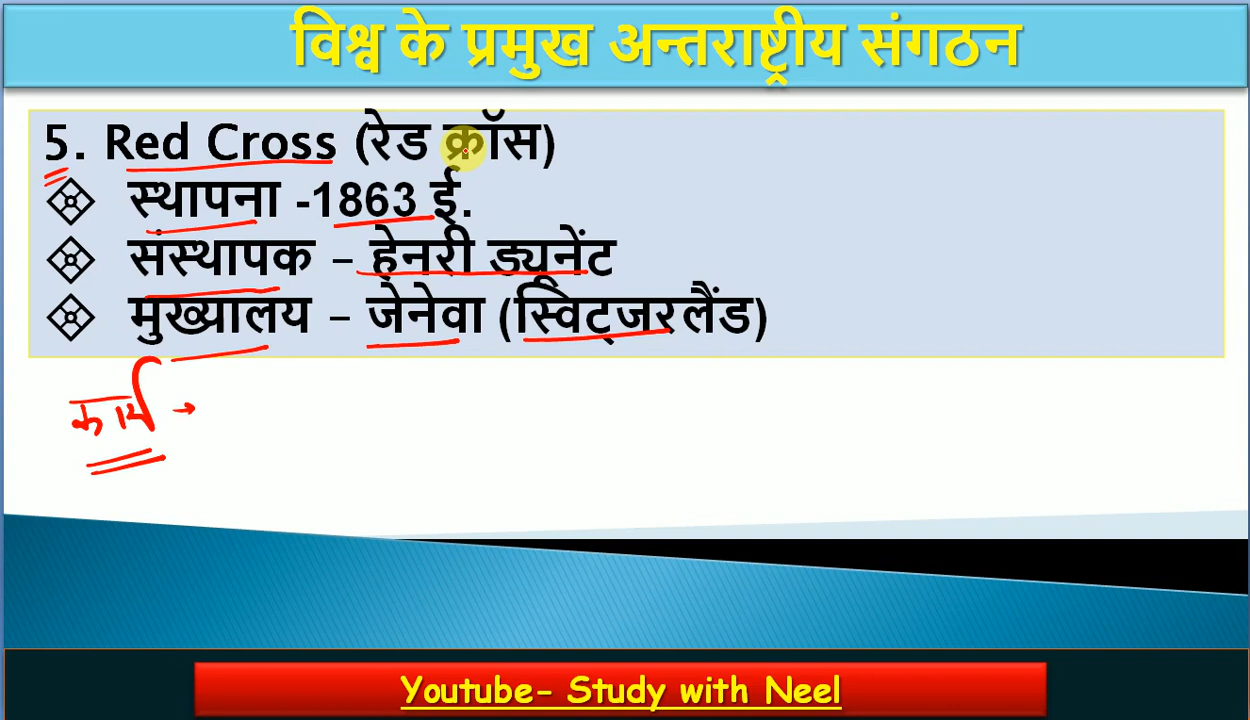 विश्व के प्रमुख अन्तराष्ट्रीय संगठन
5. Red Cross (रेड क्रॉस)
स्थापना -1863 ई.
संस्थापक – हेनरी ड्यूनेंट
मुख्यालय – जेनेवा (स्विट्जरलैंड)
कार्य →
Youtube- Study with Neel